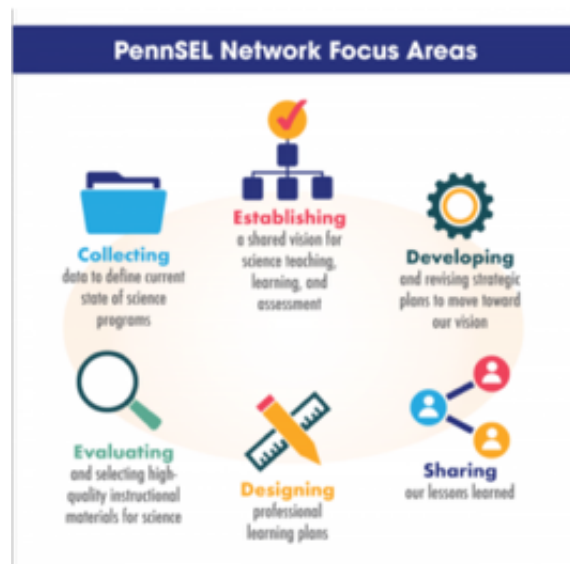 PennSEL Network Focus Areas
Establishing
a shared vision for
science teaching,
learning, and
assessment
Collecting
data to define current
state of science
programs
Developing
and revising strategic
plans to move toward
our vision
Evaluating
and selecting high-
quality instructional
materials for science
Designing
professional
learning plans
Sharing
our lessons learned